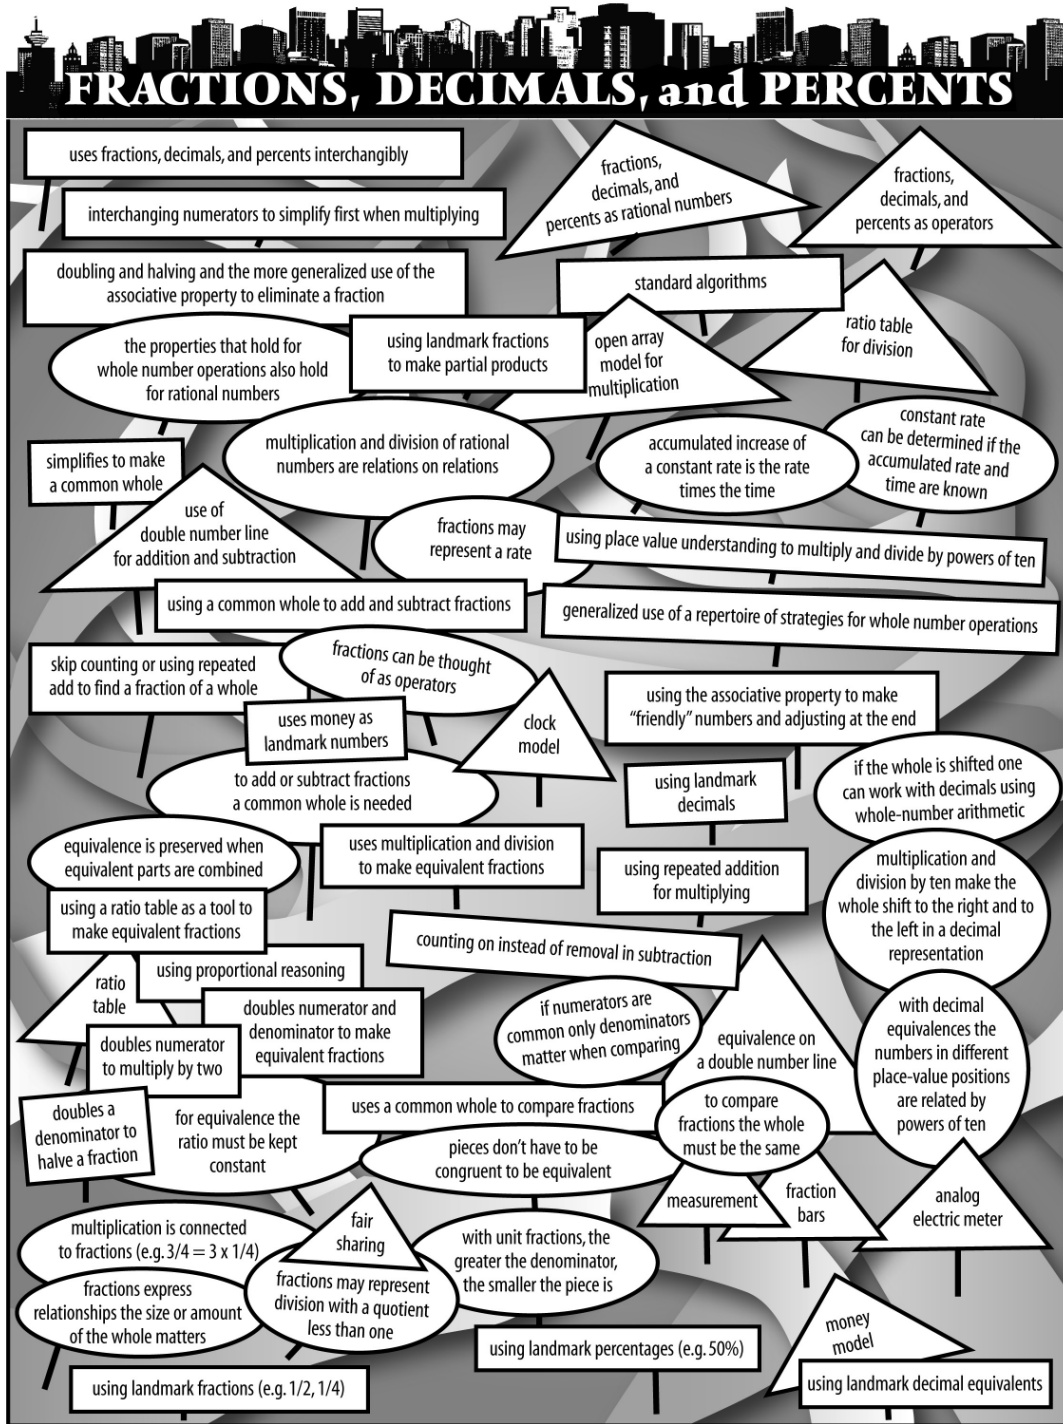 FRACTIONS, DECIMALS, and PERCENTS
uses fractions, decimals, and percents interchangibly
interchanging numerators to simplify first when multiplying
fractions,
decimals, and
percents as rational numbers
fractions,
decimals, and
percents as operators
doubling and halving and the more generalized use of the
associative property to eliminate a fraction
standard algorithms
the properties that hold for
whole number operations also hold
for rational numbers
using landmark fractions
to make partial products
open array
model for
multiplication
ratio table
for division
simplifies to make
a common whole
multiplication and division of rational
numbers are relations on relations
accumulated increase of
a constant rate is the rate
times the time
constant rate
can be determined if the
accumulated rate and
time are known
use of
double number line
for addition and subtraction
fractions may
represent a rate
using place value understanding to multiply and divide by powers of ten
using a common whole to add and subtract fractions
generalized use of a repertoire of strategies for whole number operations
skip counting or using repeated
add to find a fraction of a whole
fractions can be thought
of as operators
using the associative property to make
“friendly” numbers and adjusting at the end
uses money as
landmark numbers
clock
model
to add or subtract fractions
a common whole is needed
using landmark
decimals
if the whole is shifted one
can work with decimals using
whole-number arithmetic
equivalence is preserved when
equivalent parts are combined
uses multiplication and division
to make equivalent fractions
using repeated addition
for multiplying
multiplication and
division by ten make the
whole shift to the right and to
the left in a decimal
representation
using a ratio table as a tool to
make equivalent fractions
counting on instead of removal in subtraction
ratio
table
using proportional reasoning
doubles numerator and
denominator to make
equivalent fractions
if numerators are
common only denominators
matter when comparing
equivalence on
a double number line
with decimal
equivalences the
numbers in different
place-value positions
are related by
powers of ten
doubles numerator
to multiply by two
doubles a
denominator to
halve a fraction
for equivalence the
ratio must be kept
constant
uses a common whole to compare fractions
to compare
fractions the whole
must be the same
pieces don’t have to be
congruent to be equivalent
measurement
fraction
bars
analog
electric meter
multiplication is connected
to fractions (e.g. 3/4 = 3 x 1/4)
fair
sharing
with unit fractions, the
greater the denominator,
the smaller the piece is
fractions express
relationships the size or amount
of the whole matters
fractions may represent
division with a quotient
less than one
money
model
using landmark percentages (e.g. 50%)
using landmark fractions (e.g. 1/2, 1/4)
using landmark decimal equivalents